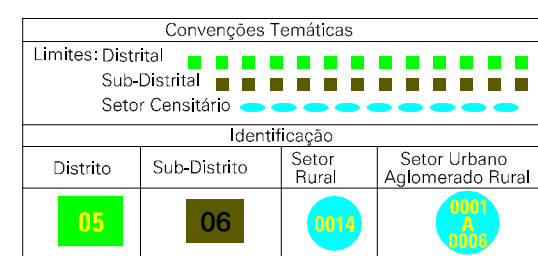 Convenções Temáticas
Limites: Distrital
Sub-Distrital
Setor Censitário
Identificação
Distrito
Sub-Distrito
Setor
Rural
Setor Urbano
Aglomerado Rural
05
06
0014
0001
A
0006